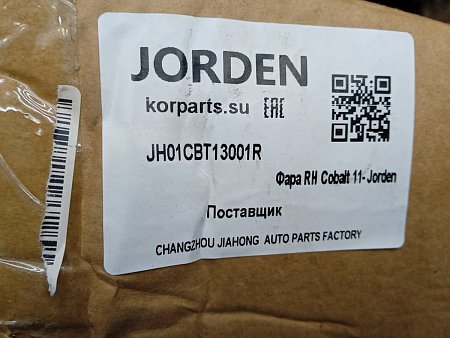 JORDEN
korparts.su EAC
JH01CBT13001R
Фара RH Cobalt 11- Jorden
Поставщик
CHANGZHOU JIAHONG AUTO PARTS FACTORY